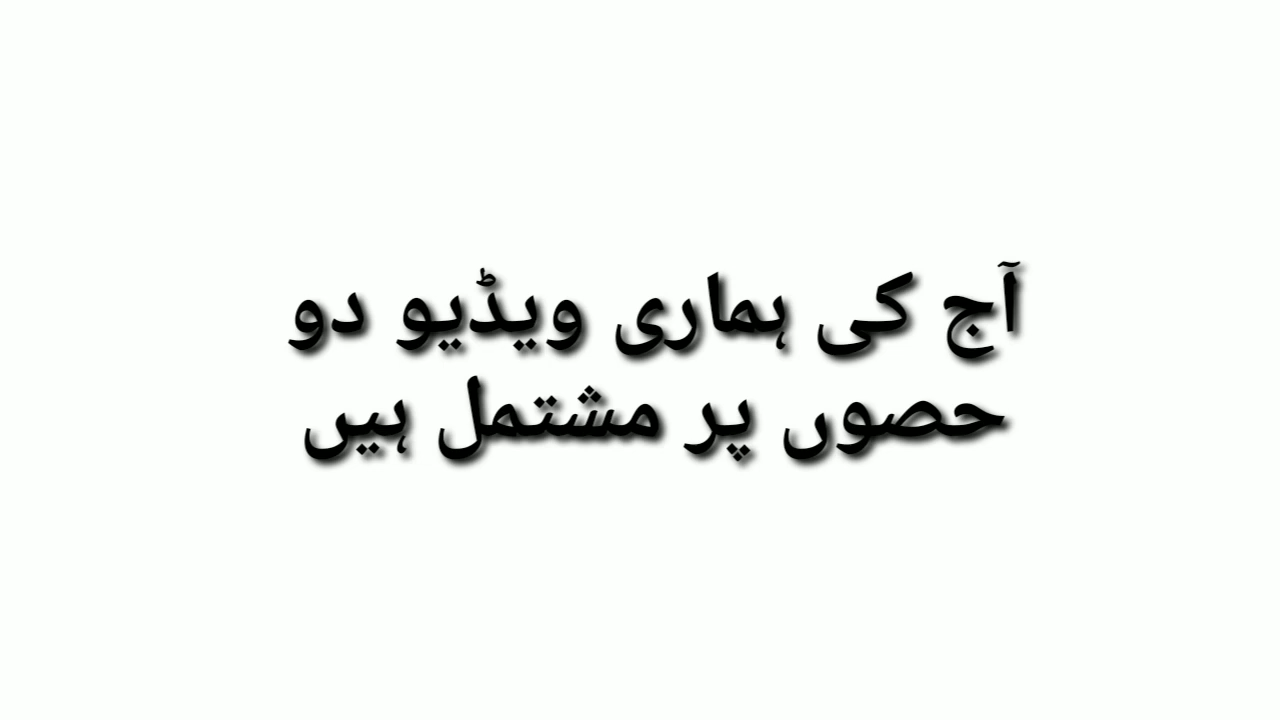 آج کی ہماری ویڈیو دو
حصوں پر مشتمل ہیں